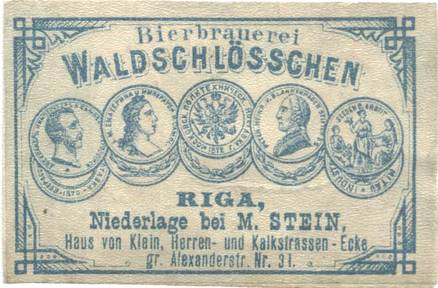 Bierbrauerei
WALDSCHLÖSSCHEN
RIGA,
Niederlage bei M. STEIN,
Haus von Klein, Herren- und Kalkstrassen - Ecke
gr. Alexanderstr. Nr. 31.